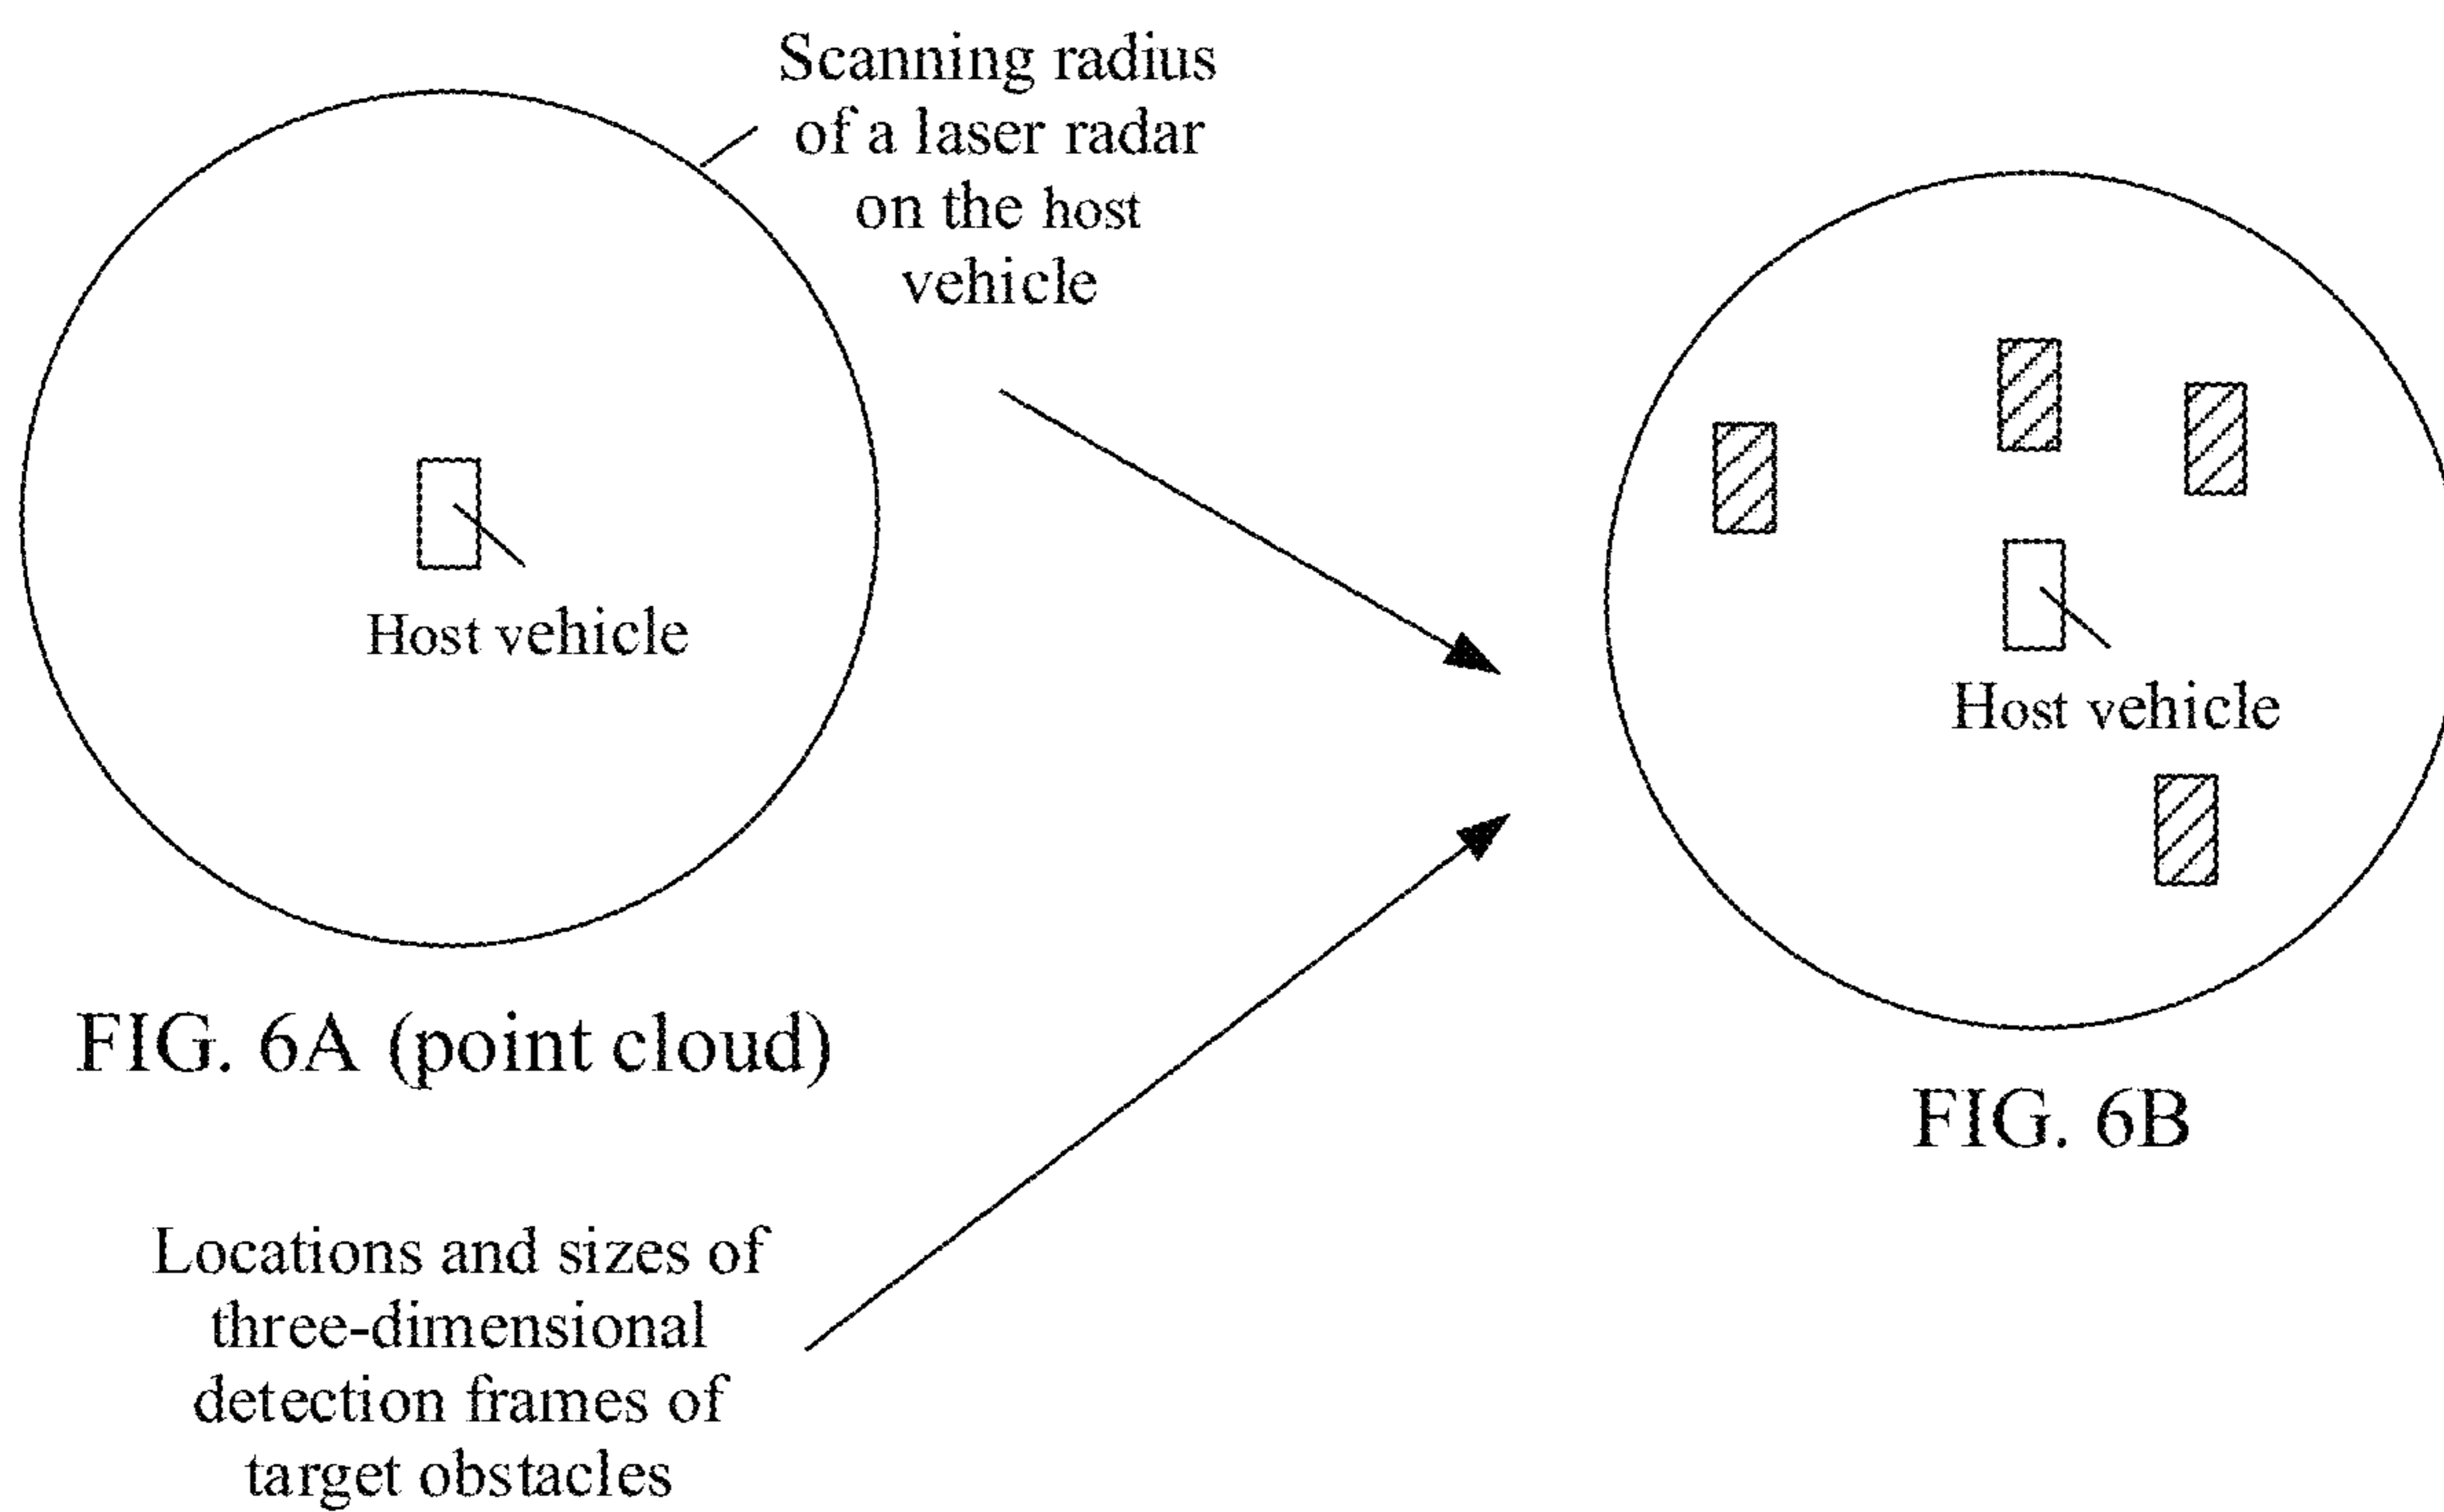 Scanning radius
of a laser radar
on the host
vehicle
Host vehicle
FIG. 6A (point cloud)
Locations and sizes of
three-dimensional
detection frames of
target obstacles
Host vehicle
FIG. 6B